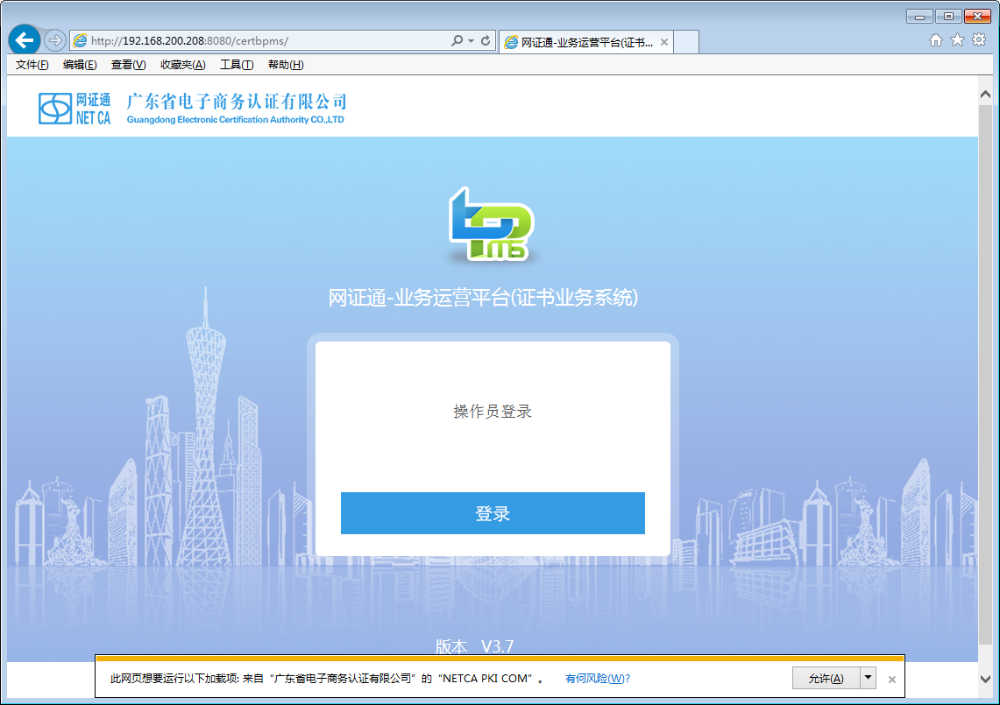 http://192.168.200.208:8080/certbpms/
网证通-业务运营平台(证书...
文件(F) 编辑(E) 查看(V) 收藏夹(A) 工具(T) 帮助(H)
网证通
NET CA
广东省电子商务认证有限公司
Guangdong Electronic Certification Authority CO.,LTD
bpms
网证通-业务运营平台(证书业务系统)
操作员登录
登录
版本 V3.7
此网页想要运行以下加载项: 来自“广东省电子商务认证有限公司”的“NETCA PKI COM”。 有何风险(W)? 允许(A)